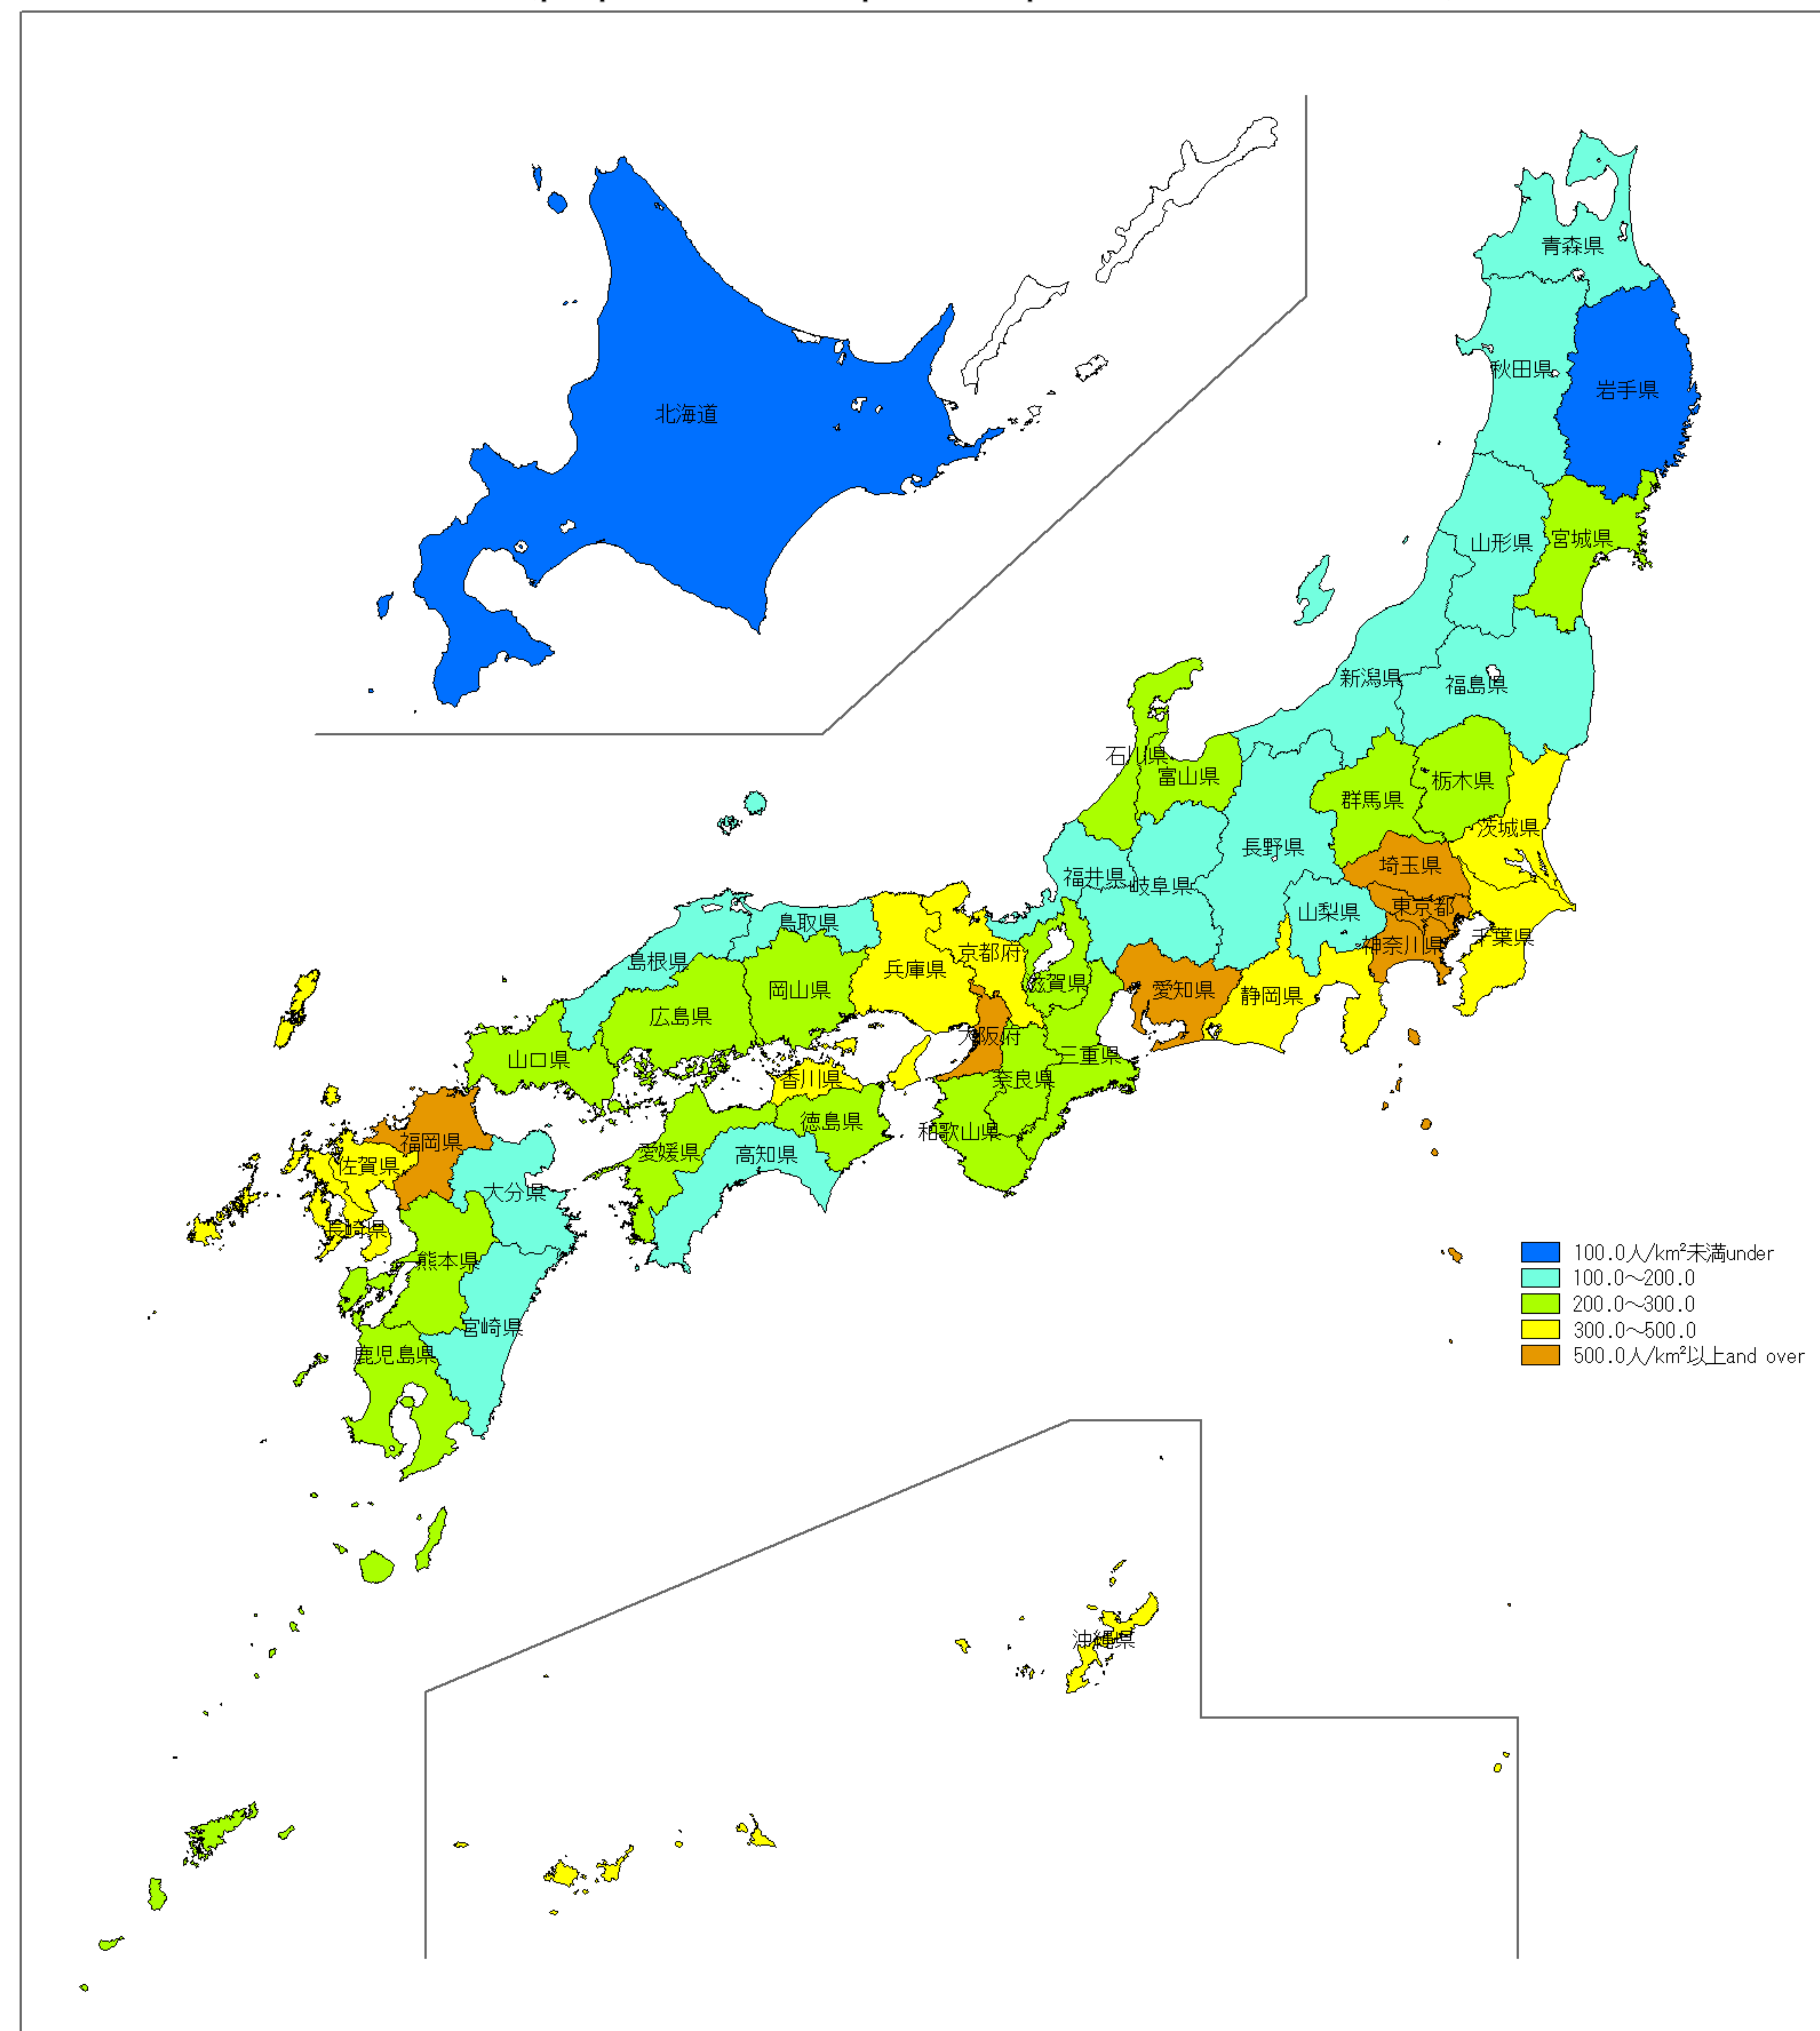 北海道
青森県
秋田県
岩手県
山形県
宮城県
新潟県
福島県
石川県
富山県
群馬県
栃木県
茨城県
長野県
埼玉県
福井県
岐阜県
山梨県
東京都
神奈川県
千葉県
鳥取県
島根県
岡山県
兵庫県
京都府
滋賀県
愛知県
静岡県
広島県
大阪府
山口県
三重県
香川県
奈良県
徳島県
和歌山県
愛媛県
高知県
福岡県
佐賀県
大分県
長崎県
熊本県
宮崎県
鹿児島県
沖縄県
100.0人/km²未満under
100.0～200.0
200.0～300.0
300.0～500.0
500.0人/km²以上and over